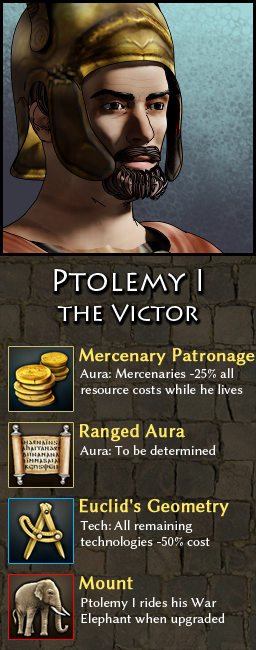 Ptolemy I
the Victor
Mercenary Patronage
Aura: Mercenaries -25% all
resource costs while he lives
Ranged Aura
Aura: To be determined
Euclid's Geometry
Tech: All remaining
technologies -50% cost
Mount
Ptolemy I rides his War
Elephant when upgraded